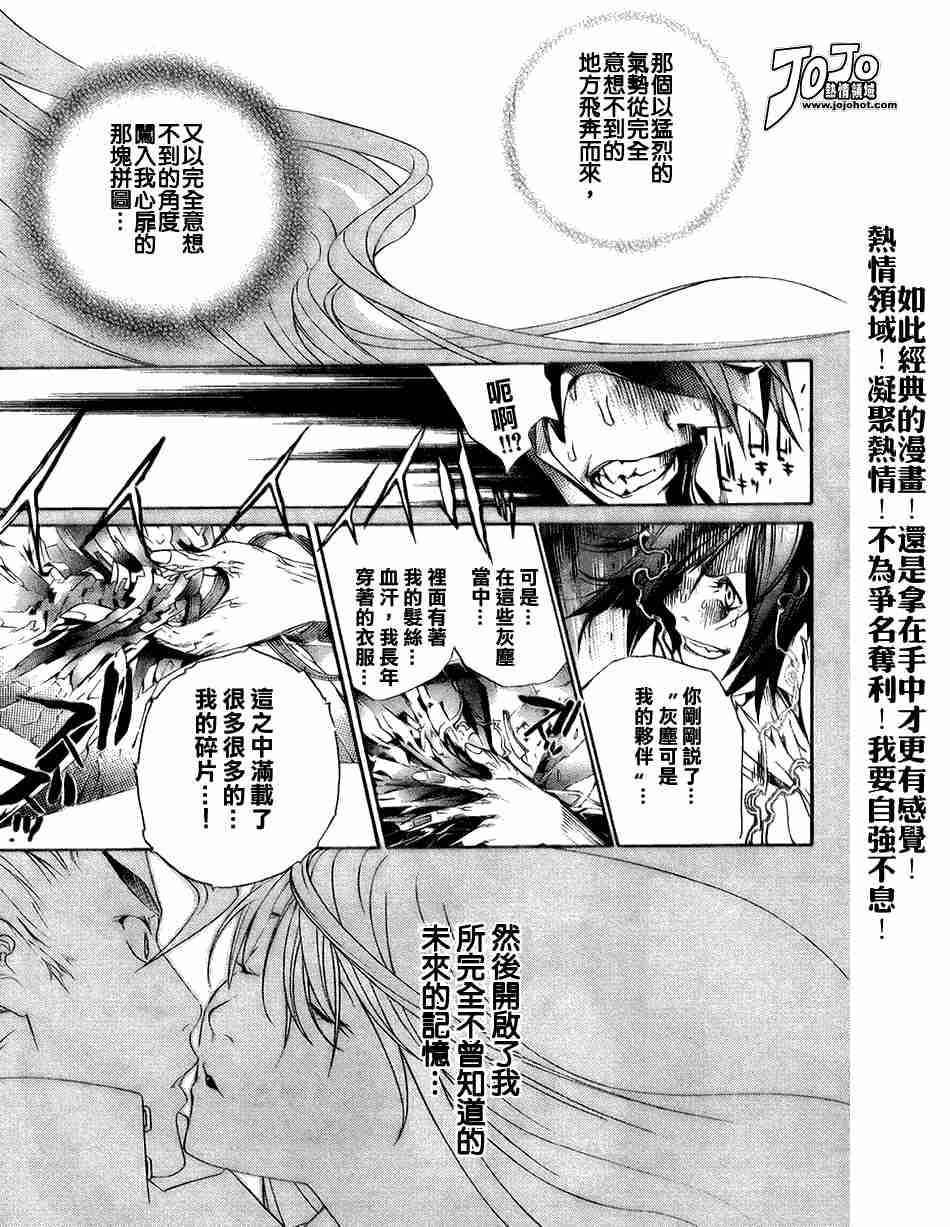 JOJO
熱情領域
www.jojohot.com
那個以猛烈的
氣勢從完全
意想不到的
地方飛奔而來，
又以完全意想
不到的角度
闖入我心扉的
那塊拼圖…
呃
啊
!!?
你剛剛說了…
〝灰塵可是
我的夥伴〞
可是…
在這些灰塵
當中…
裡面有著
我的髮絲…
血汗，我長年
穿著的衣服
這之中滿載了
很多很多的…
我的碎片…！
然後開啟了我
所完全不曾知道的
未來的記憶…
如此經典的漫畫！還是拿在手中才更有感覺！
熱情領域！凝聚熱情！不為爭名奪利！我要自強不息！